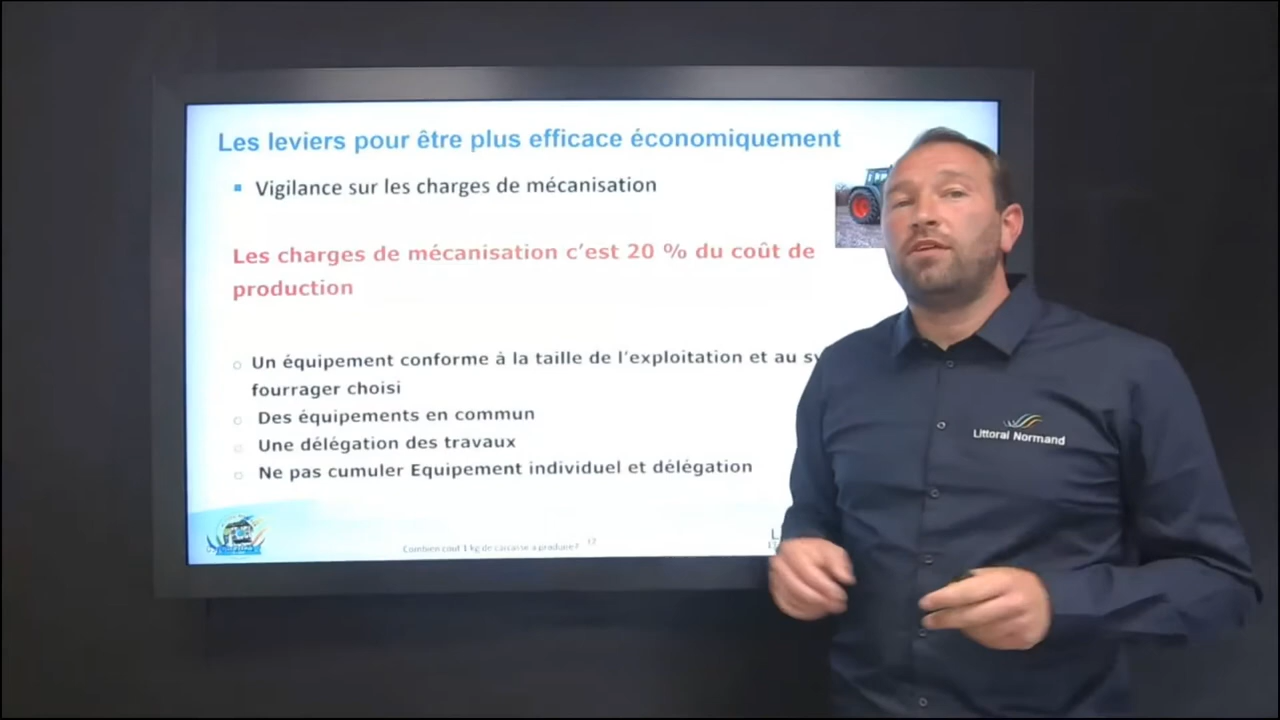 Les leviers pour être plus efficace économiquement
Vigilance sur les charges de mécanisation
Les charges de mécanisation c'est 20 % du coût de
production
Un équipement conforme à la taille de l'exploitation et au
fourrager choisi
Des équipements en commun
Une délégation des travaux
Ne pas cumuler Equipement individuel et délégation
Combien cout 1 kg de carcasse a produire? 17
Littoral Normand